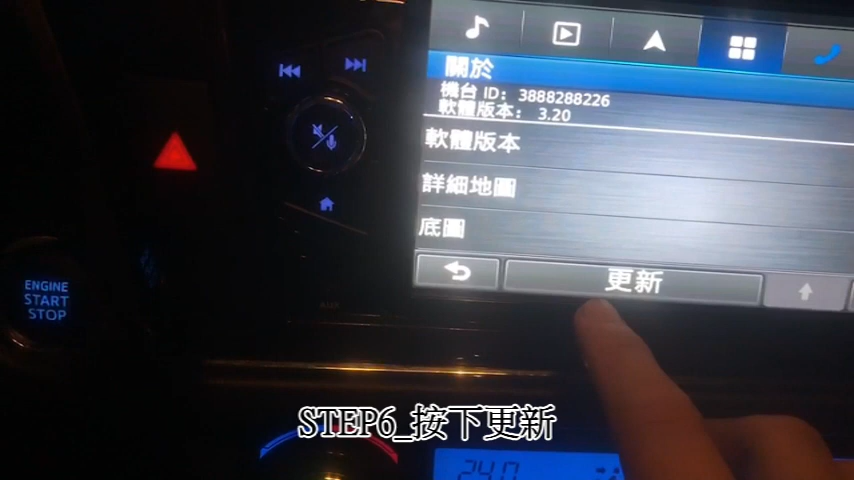 關於
機台 ID： 3888288226
軟體版本： 3.20
軟體版本
詳細地圖
底圖
更新
ENGINE
START
STOP
STEP6_按下更新
24.0